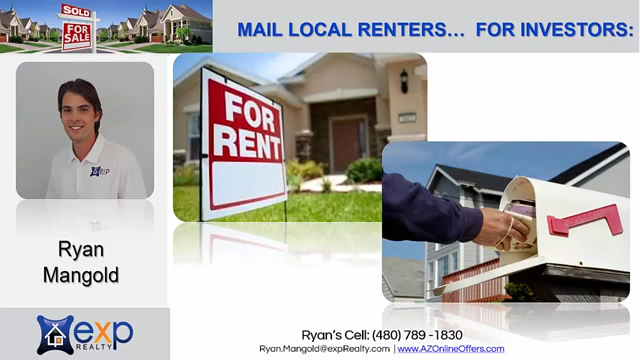 SOLD
FOR
SALE
MAIL LOCAL RENTERS… FOR INVESTORS:
exp
FOR
RENT
Ryan
Mangold
exp
REALTY
Ryan's Cell: (480) 789 -1830
Ryan.Mangold@expRealty.com | www.AZOnlineOffers.com